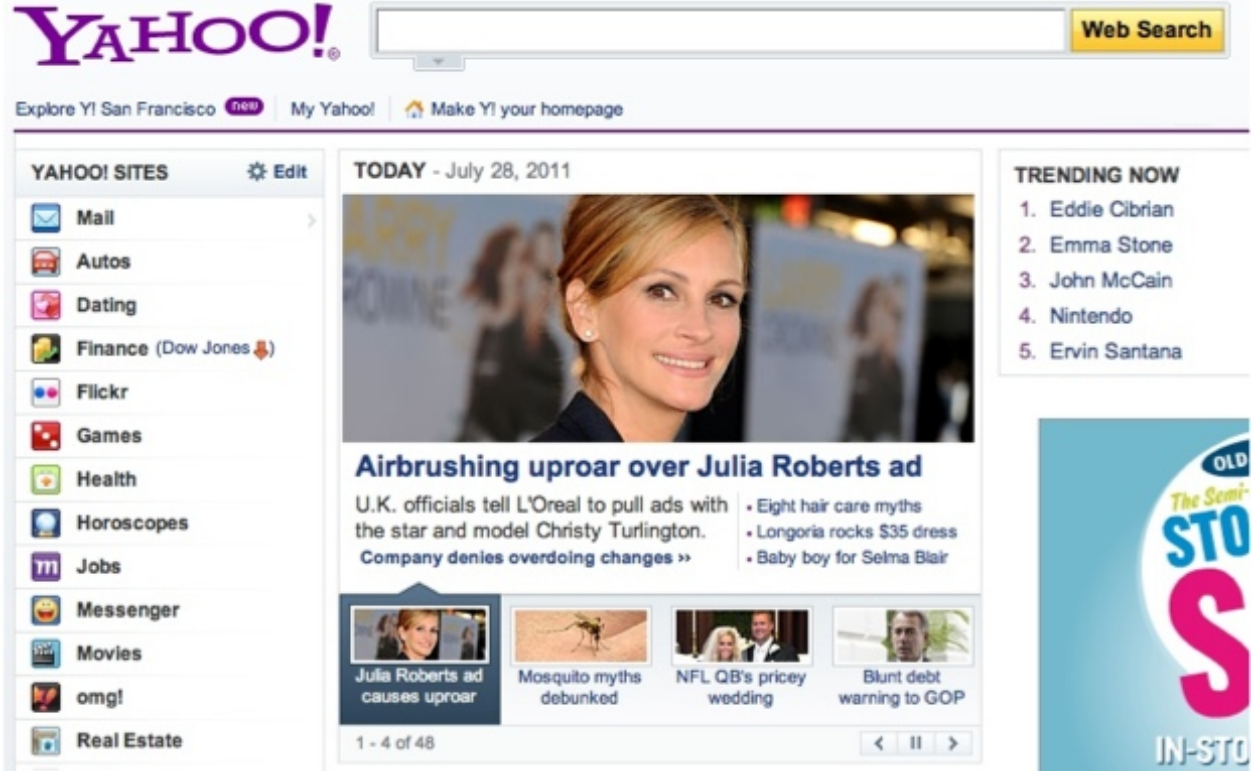 YAHOO!
Web Search
Explore Y! San Francisco new My Yahoo! Make Y! your homepage
YAHOO! SITES Edit
Mail
Autos
Dating
Finance (Dow Jones )
Flickr
Games
Health
Horoscopes
Jobs
Messenger
Movies
omg!
Real Estate
TODAY - July 28, 2011
Airbrushing uproar over Julia Roberts ad
U.K. officials tell L'Oreal to pull ads with
the star and model Christy Turlington.
Company denies overdoing changes »
• Eight hair care myths
• Longoria rocks $35 dress
• Baby boy for Selma Blair
Julia Roberts ad
causes uproar
Mosquito myths
debunked
NFL QB's pricey
wedding
Blunt debt
warning to GOP
1 - 4 of 48
TRENDING NOW
1. Eddie Cibrian
2. Emma Stone
3. John McCain
4. Nintendo
5. Ervin Santana
OLD
The Semi-
STO
S
IN-STO